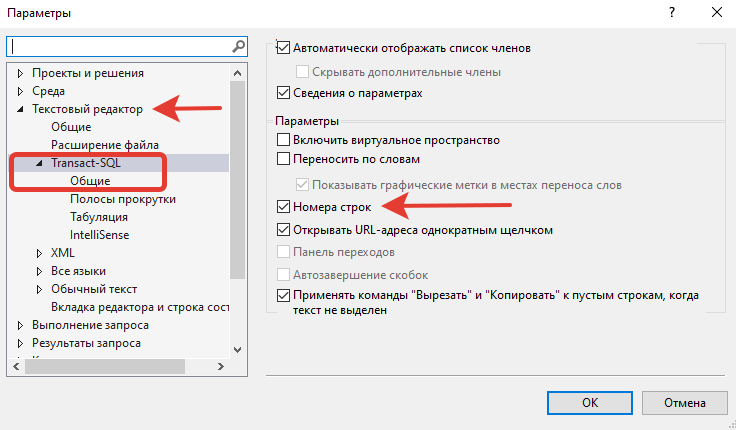 Параметры
?
Проекты и решения
Среда
Текстовый редактор
Общие
Расширение файла
Transact-SQL
Общие
Полосы прокрутки
Табуляция
IntelliSense
XML
Все языки
Обычный текст
Вкладка редактора и строка сост
Выполнение запроса
Результаты запроса
Автоматически отображать список членов
Скрывать дополнительные члены
Сведения о параметрах
Параметры
Включить виртуальное пространство
Переносить по словам
Показывать графические метки в местах переноса слов
Номера строк
Открывать URL-адреса однократным щелчком
Панель переходов
Автозавершение скобок
Применять команды "Вырезать" и "Копировать" к пустым строкам, когда
текст не выделен
ОК
Отмена